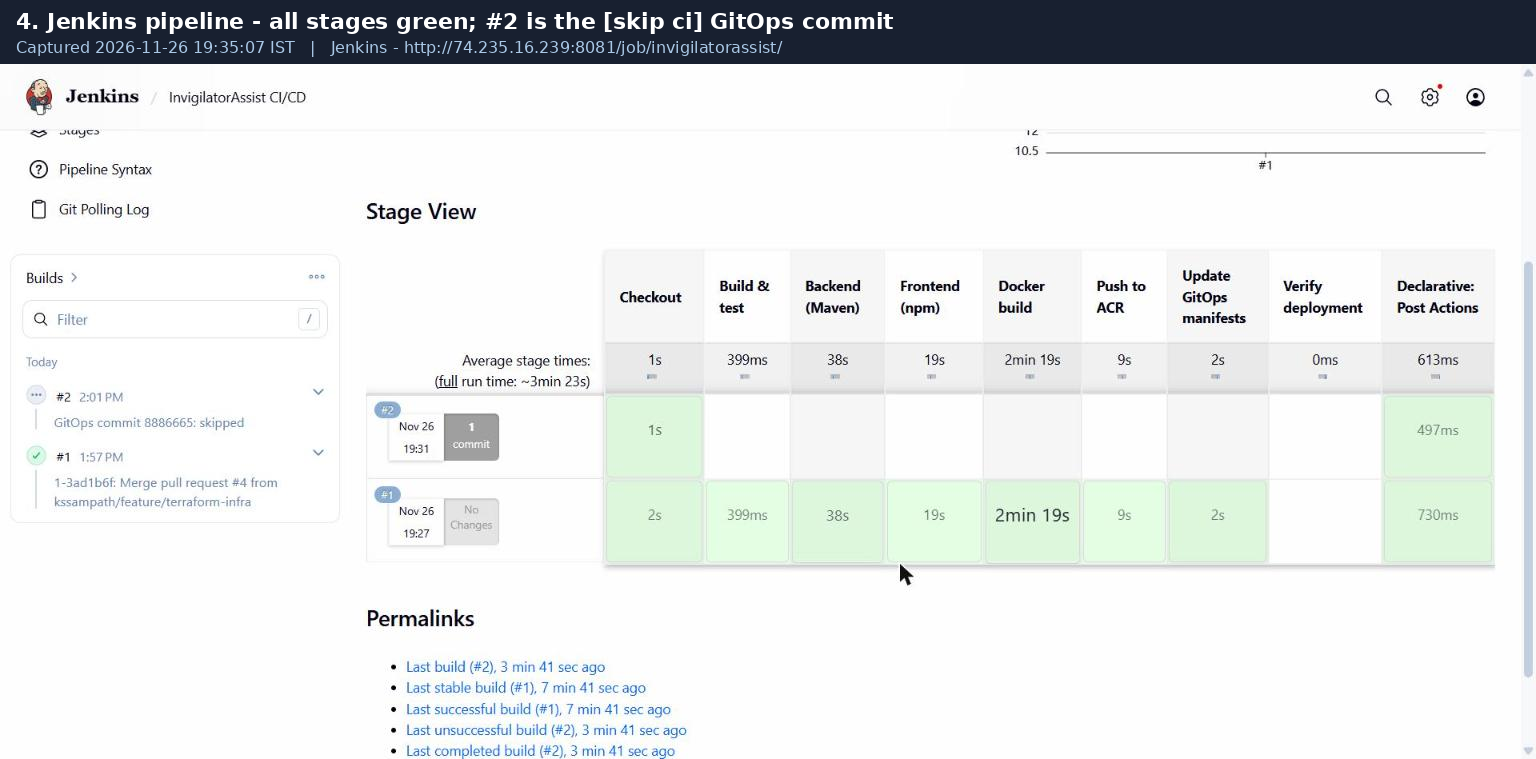 4. Jenkins pipeline - all stages green; #2 is the [skip ci] GitOps commit
Captured 2026-11-26 19:35:07 IST | Jenkins - http://74.235.16.239:8081/job/invigilatorassist/
Jenkins / InvigilatorAssist CI/CD
Stages
Pipeline Syntax
Git Polling Log
Builds
Filter /
Today
#2 2:01 PM
GitOps commit 8886665: skipped
#1 1:57 PM
1-3ad1b6f: Merge pull request #4 from
kssampath/feature/terraform-infra
12
10.5
#1
Stage View
Checkout
Build &
test
Backend
(Maven)
Frontend
(npm)
Docker
build
Push to
ACR
Update
GitOps
manifests
Verify
deployment
Declarative:
Post Actions
Average stage times:
(full run time: ~3min 23s)
1s 399ms 38s 19s 2min 19s 9s 2s 0ms 613ms
#2
Nov 26
19:31
1
commit
1s 497ms
#1
Nov 26
19:27
No
Changes
2s 399ms 38s 19s 2min 19s 9s 2s 730ms
Permalinks
Last build (#2), 3 min 41 sec ago
Last stable build (#1), 7 min 41 sec ago
Last successful build (#1), 7 min 41 sec ago
Last unsuccessful build (#2), 3 min 41 sec ago
Last completed build (#2), 3 min 41 sec ago